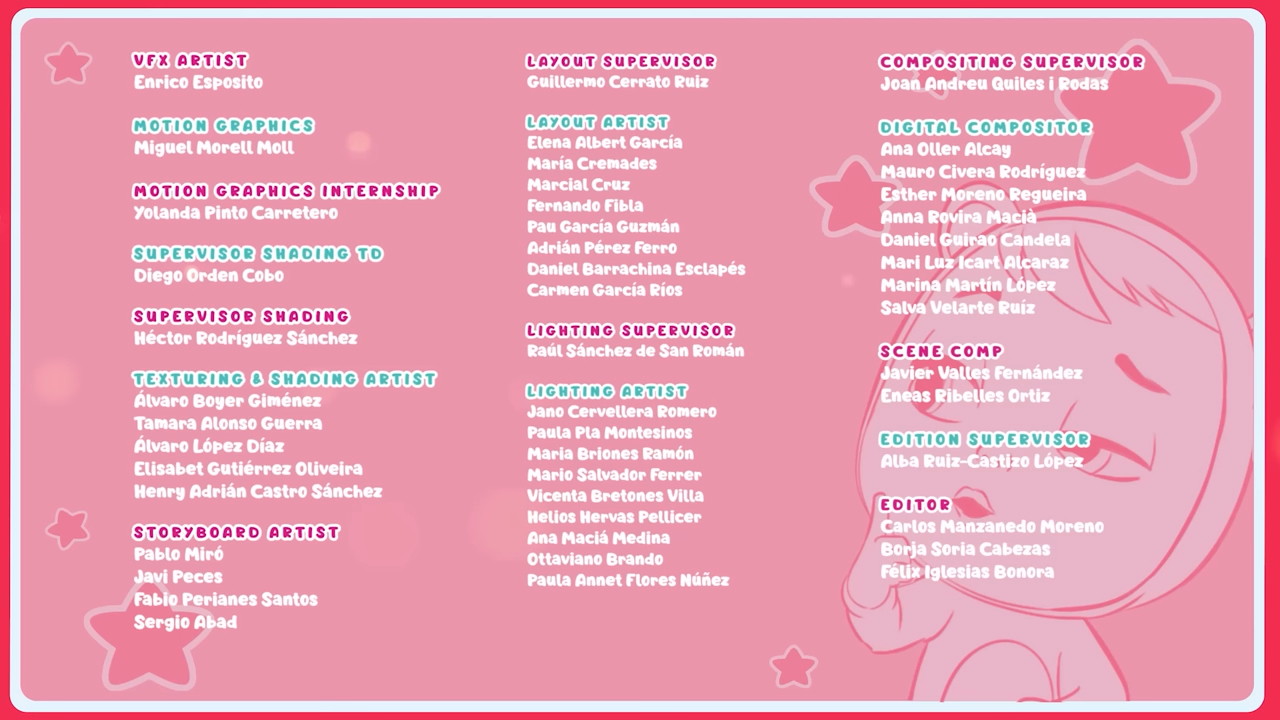 VFX ARTIST
Enrico Esposito
MOTION GRAPHICS
Miguel Morell Moll
MOTION GRAPHICS INTERNSHIP
Yolanda Pinto Carretero
SUPERVISOR SHADING TD
Diego Orden Cobo
SUPERVISOR SHADING
Héctor Rodríguez Sánchez
TEXTURING & SHADING ARTIST
Álvaro Boyer Giménez
Tamara Alonso Guerra
Álvaro López Díaz
Elisabet Gutiérrez Oliveira
Henry Adrián Castro Sánchez
STORYBOARD ARTIST
Pablo Miró
Javi Peces
Fabio Perianes Santos
Sergio Abad
LAYOUT SUPERVISOR
Guillermo Cerrato Ruiz
LAYOUT ARTIST
Elena Albert García
María Cremades
Marcial Cruz
Fernando Fibla
Pau García Guzmán
Adrián Pérez Ferro
Daniel Barrachina Esclapés
Carmen García Ríos
LIGHTING SUPERVISOR
Raúl Sánchez de San Román
LIGHTING ARTIST
Jano Cervellera Romero
Paula Pla Montesinos
Maria Briones Ramón
Mario Salvador Ferrer
Vicenta Bretones Villa
Helios Hervas Pellicer
Ana Maciá Medina
Ottaviano Brando
Paula Annet Flores Núñez
COMPOSITING SUPERVISOR
Joan Andreu Quiles i Rodas
DIGITAL COMPOSITOR
Ana Oller Alcay
Mauro Civera Rodríguez
Esther Moreno Regueira
Anna Rovira Macià
Daniel Guirao Candela
Mari Luz Icart Alcaraz
Marina Martín López
Salva Velarte Ruíz
SCENE COMP
Javier Valles Fernández
Eneas Ribelles Ortiz
EDITION SUPERVISOR
Alba Ruiz-Castizo López
EDITOR
Carlos Manzanedo Moreno
Borja Soria Cabezas
Félix Iglesias Bonora